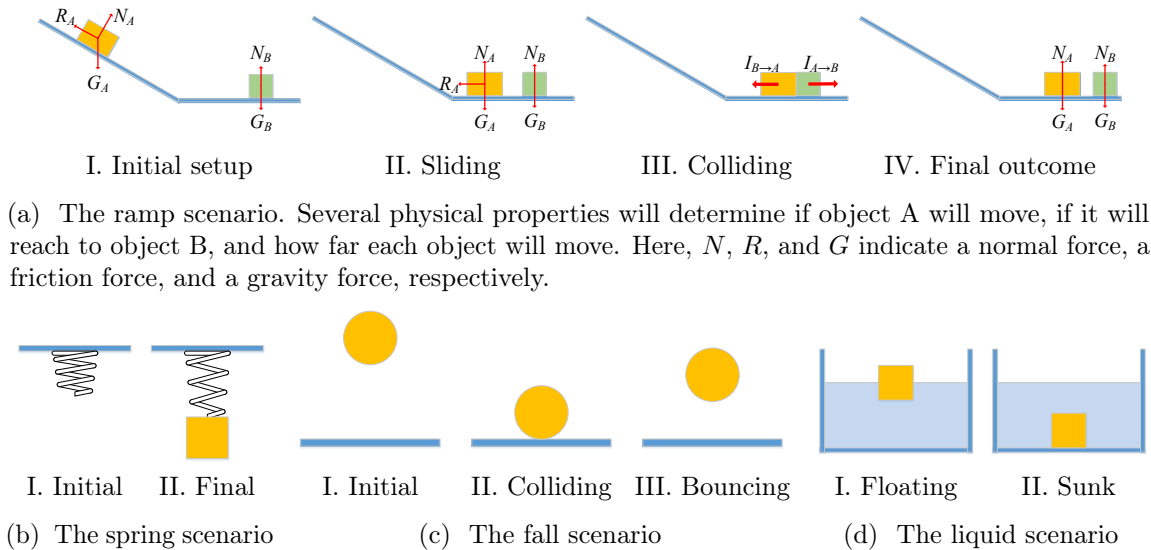 R_A N_A G_A N_B G_B
N_A R_A G_A N_B G_B
I_{B→A} I_{A→B}
N_A G_A N_B G_B
I. Initial setup II. Sliding III. Colliding IV. Final outcome
(a) The ramp scenario. Several physical properties will determine if object A will move, if it will
reach to object B, and how far each object will move. Here, N, R, and G indicate a normal force, a
friction force, and a gravity force, respectively.
I. Initial II. Final I. Initial II. Colliding III. Bouncing I. Floating II. Sunk
(b) The spring scenario (c) The fall scenario (d) The liquid scenario